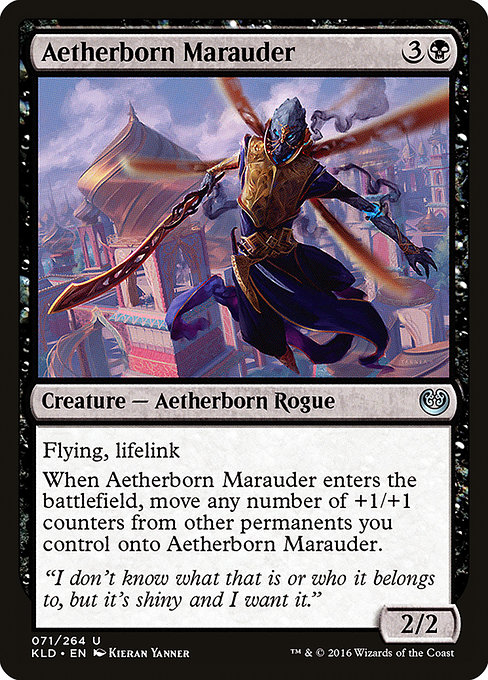 Aetherborn Marauder 3
Creature — Aetherborn Rogue
Flying, lifelink
When Aetherborn Marauder enters the
battlefield, move any number of +1/+1
counters from other permanents you
control onto Aetherborn Marauder.
“I don’t know what that is or who it belongs
to, but it’s shiny and I want it.”
2/2
071/264 U
KLD • EN Kieran Yanner
™ & © 2016 Wizards of the Coast